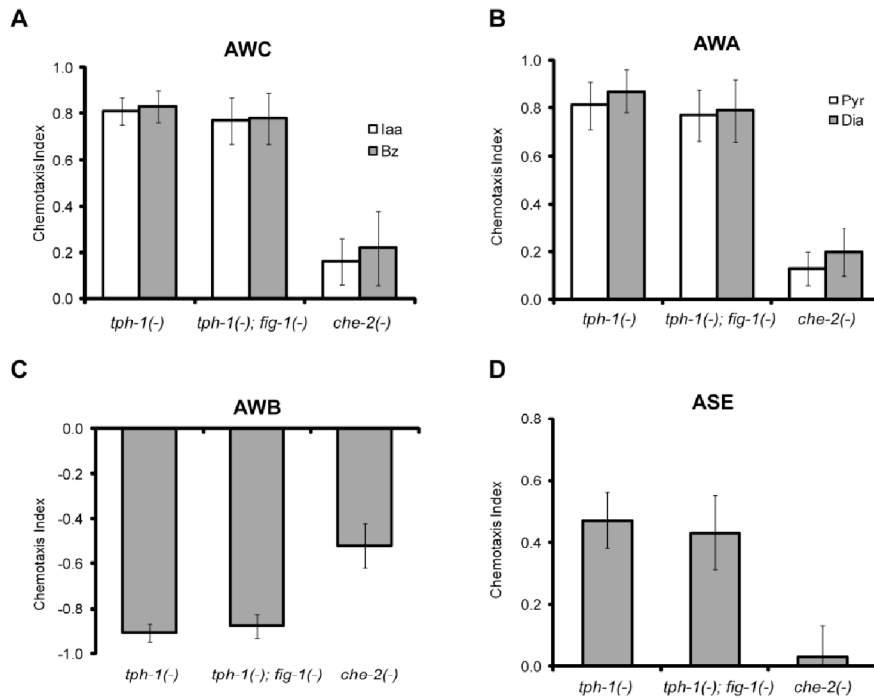 A
AWC
Chemotaxis Index
1.0
0.8
0.6
0.4
0.2
0.0
Iaa
Bz
tph-1(-)
tph-1(-); fig-1(-)
che-2(-)
B
AWA
Chemotaxis Index
1.0
0.8
0.6
0.4
0.2
0.0
Pyr
Dia
tph-1(-)
tph-1(-); fig-1(-)
che-2(-)
C
AWB
Chemotaxis Index
0.0
-0.2
-0.4
-0.6
-0.8
-1.0
tph-1(-)
tph-1(-); fig-1(-)
che-2(-)
D
ASE
Chemotaxis Index
0.8
0.6
0.4
0.2
0.0
tph-1(-)
tph-1(-); fig-1(-)
che-2(-)